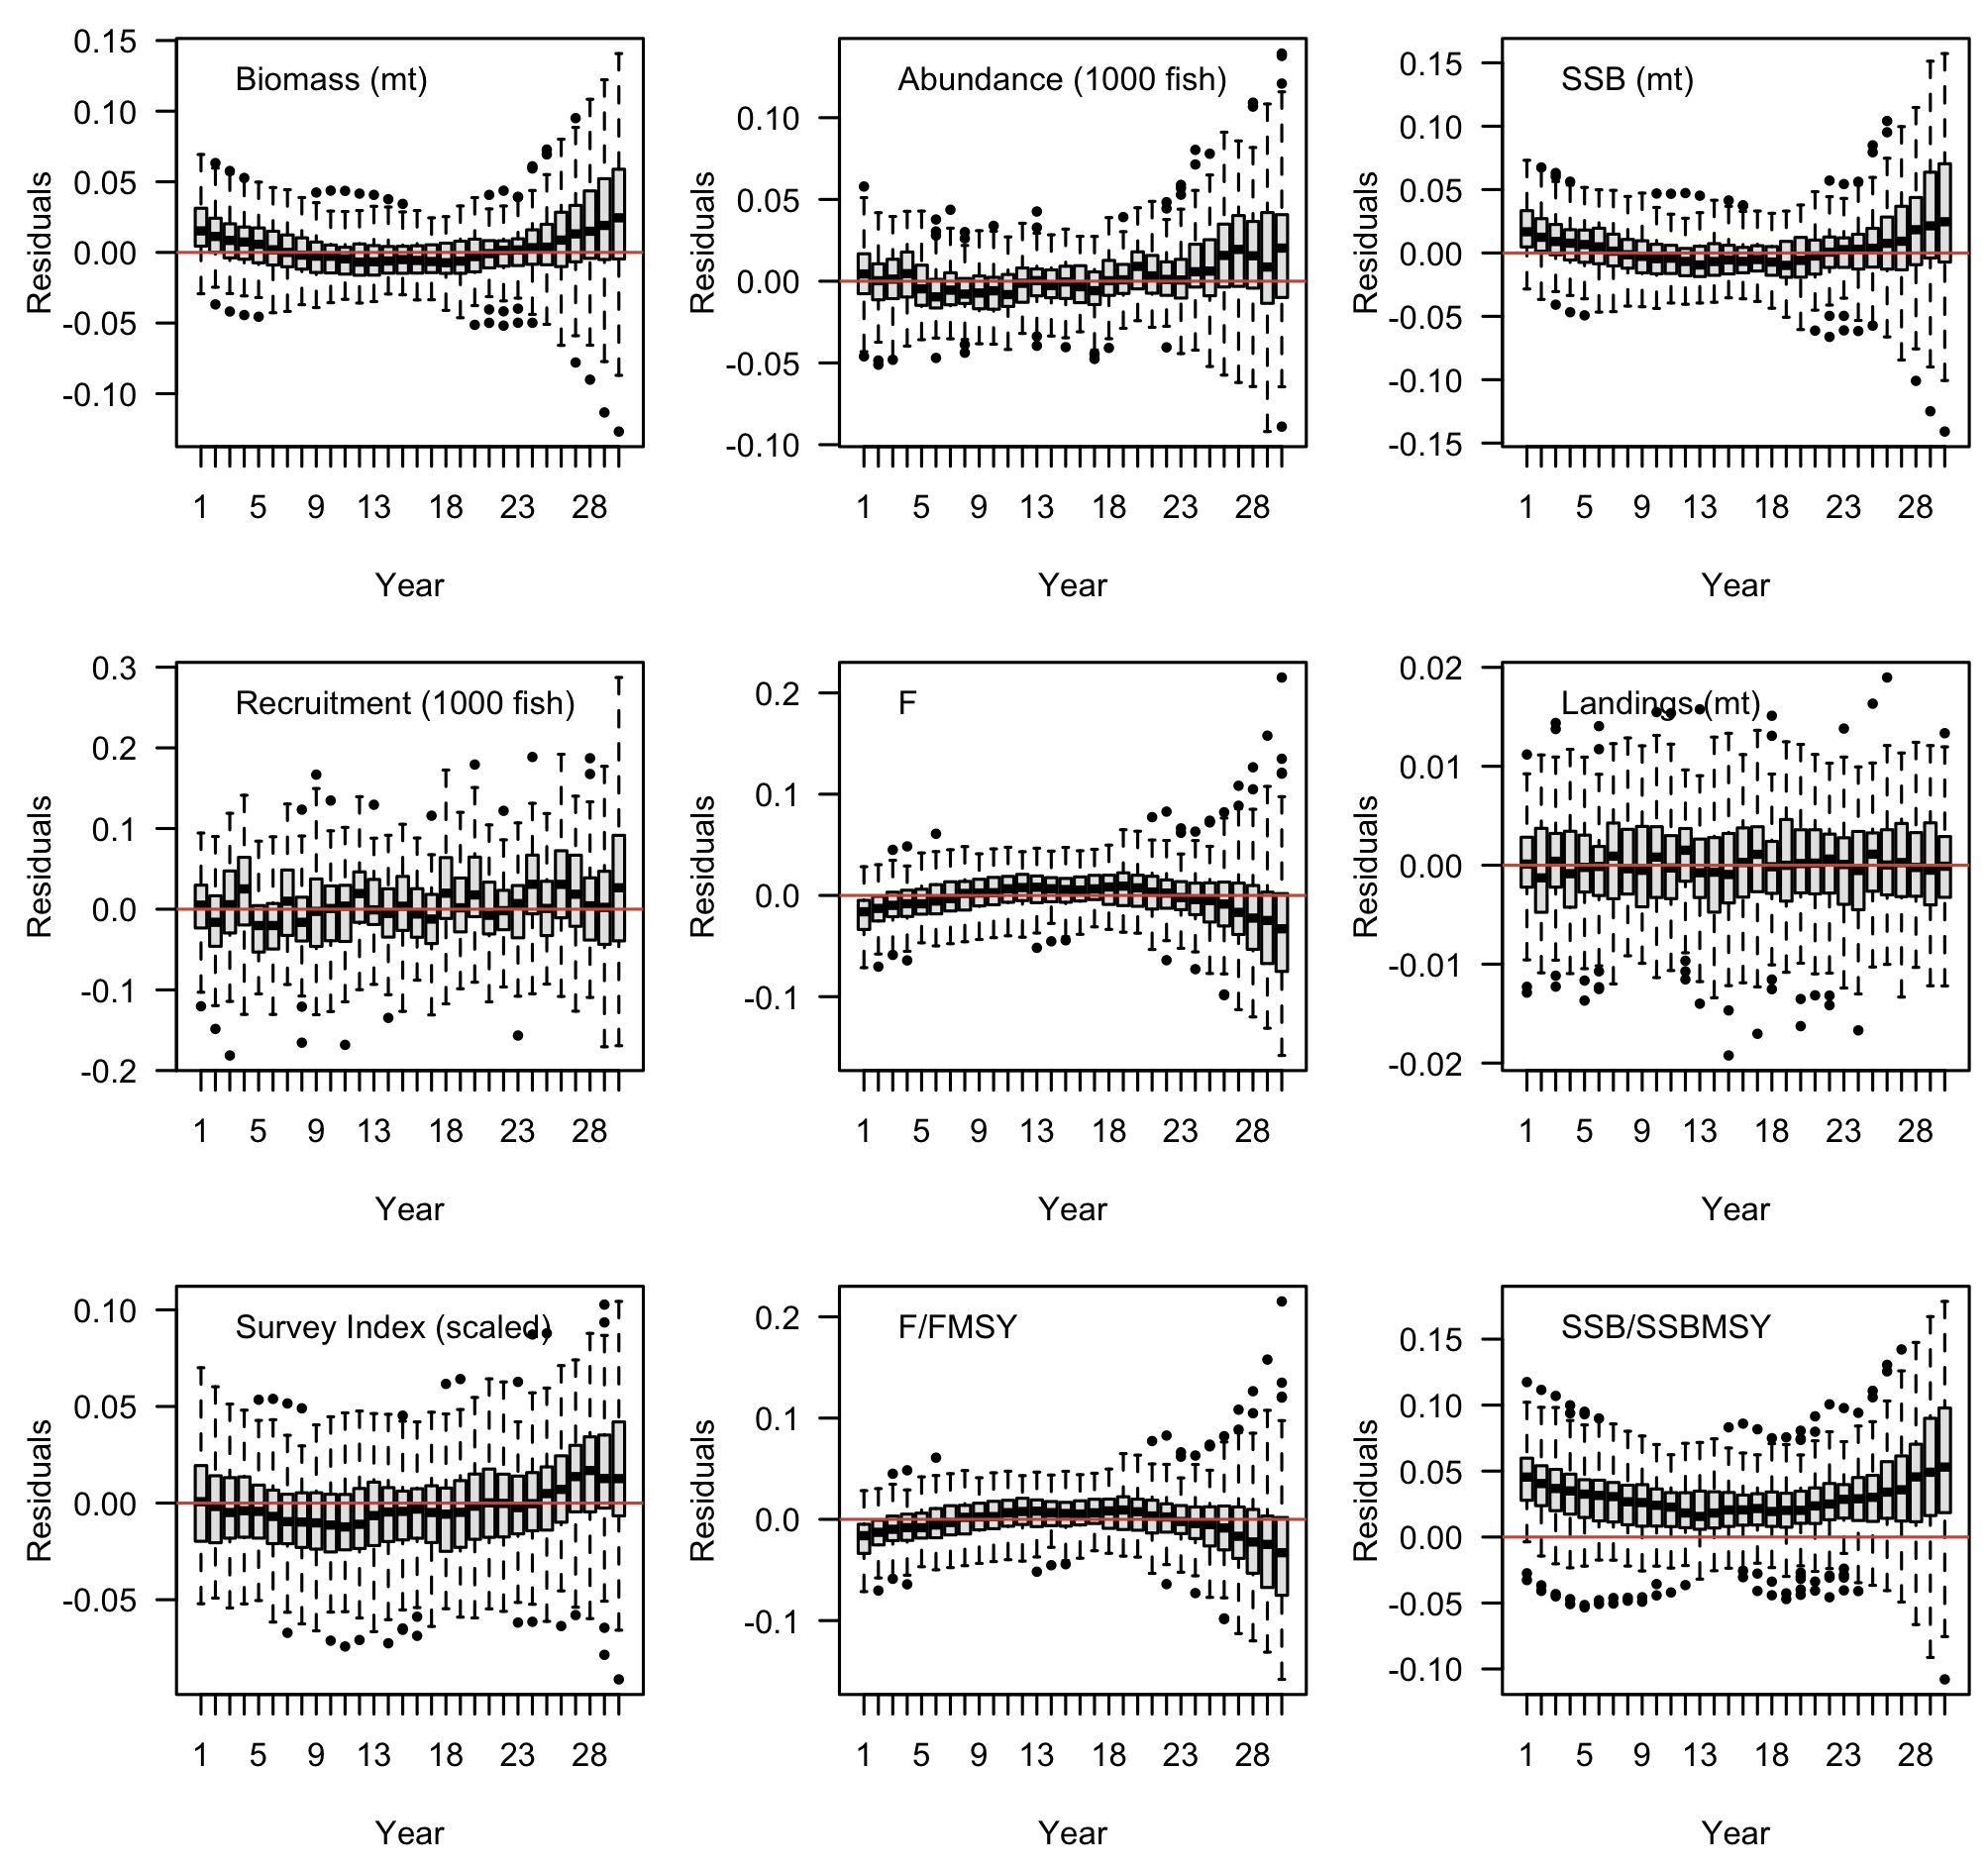 Biomass (mt)
Residuals
0.15
0.10
0.05
0.00
-0.05
-0.10
1 5 9 13 18 23 28
Year
Abundance (1000 fish)
Residuals
0.10
0.05
0.00
-0.05
-0.10
1 5 9 13 18 23 28
Year
SSB (mt)
Residuals
0.15
0.10
0.05
0.00
-0.05
-0.10
-0.15
1 5 9 13 18 23 28
Year
Recruitment (1000 fish)
Residuals
0.3
0.2
0.1
0.0
-0.1
-0.2
1 5 9 13 18 23 28
Year
F
Residuals
0.2
0.1
0.0
-0.1
1 5 9 13 18 23 28
Year
Landings (mt)
Residuals
0.02
0.01
0.00
-0.01
-0.02
1 5 9 13 18 23 28
Year
Survey Index (scaled)
Residuals
0.10
0.05
0.00
-0.05
1 5 9 13 18 23 28
Year
F/FMSY
Residuals
0.2
0.1
0.0
-0.1
1 5 9 13 18 23 28
Year
SSB/SSBMSY
Residuals
0.15
0.10
0.05
0.00
-0.05
-0.10
1 5 9 13 18 23 28
Year